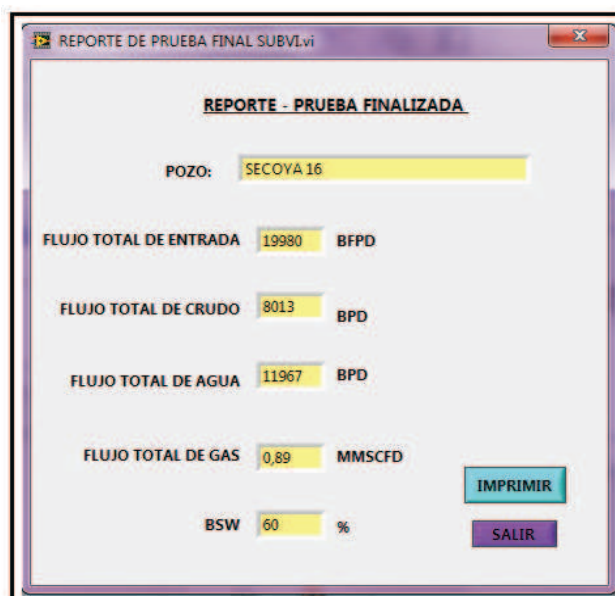 REPORTE DE PRUEBA FINAL SUBVI.vi
REPORTE - PRUEBA FINALIZADA
POZO: SECOYA 16
FLUJO TOTAL DE ENTRADA 19980 BFPD
FLUJO TOTAL DE CRUDO 8013 BPD
FLUJO TOTAL DE AGUA 11967 BPD
FLUJO TOTAL DE GAS 0,89 MMSCFD
IMPRIMIR
BSW 60 %
SALIR